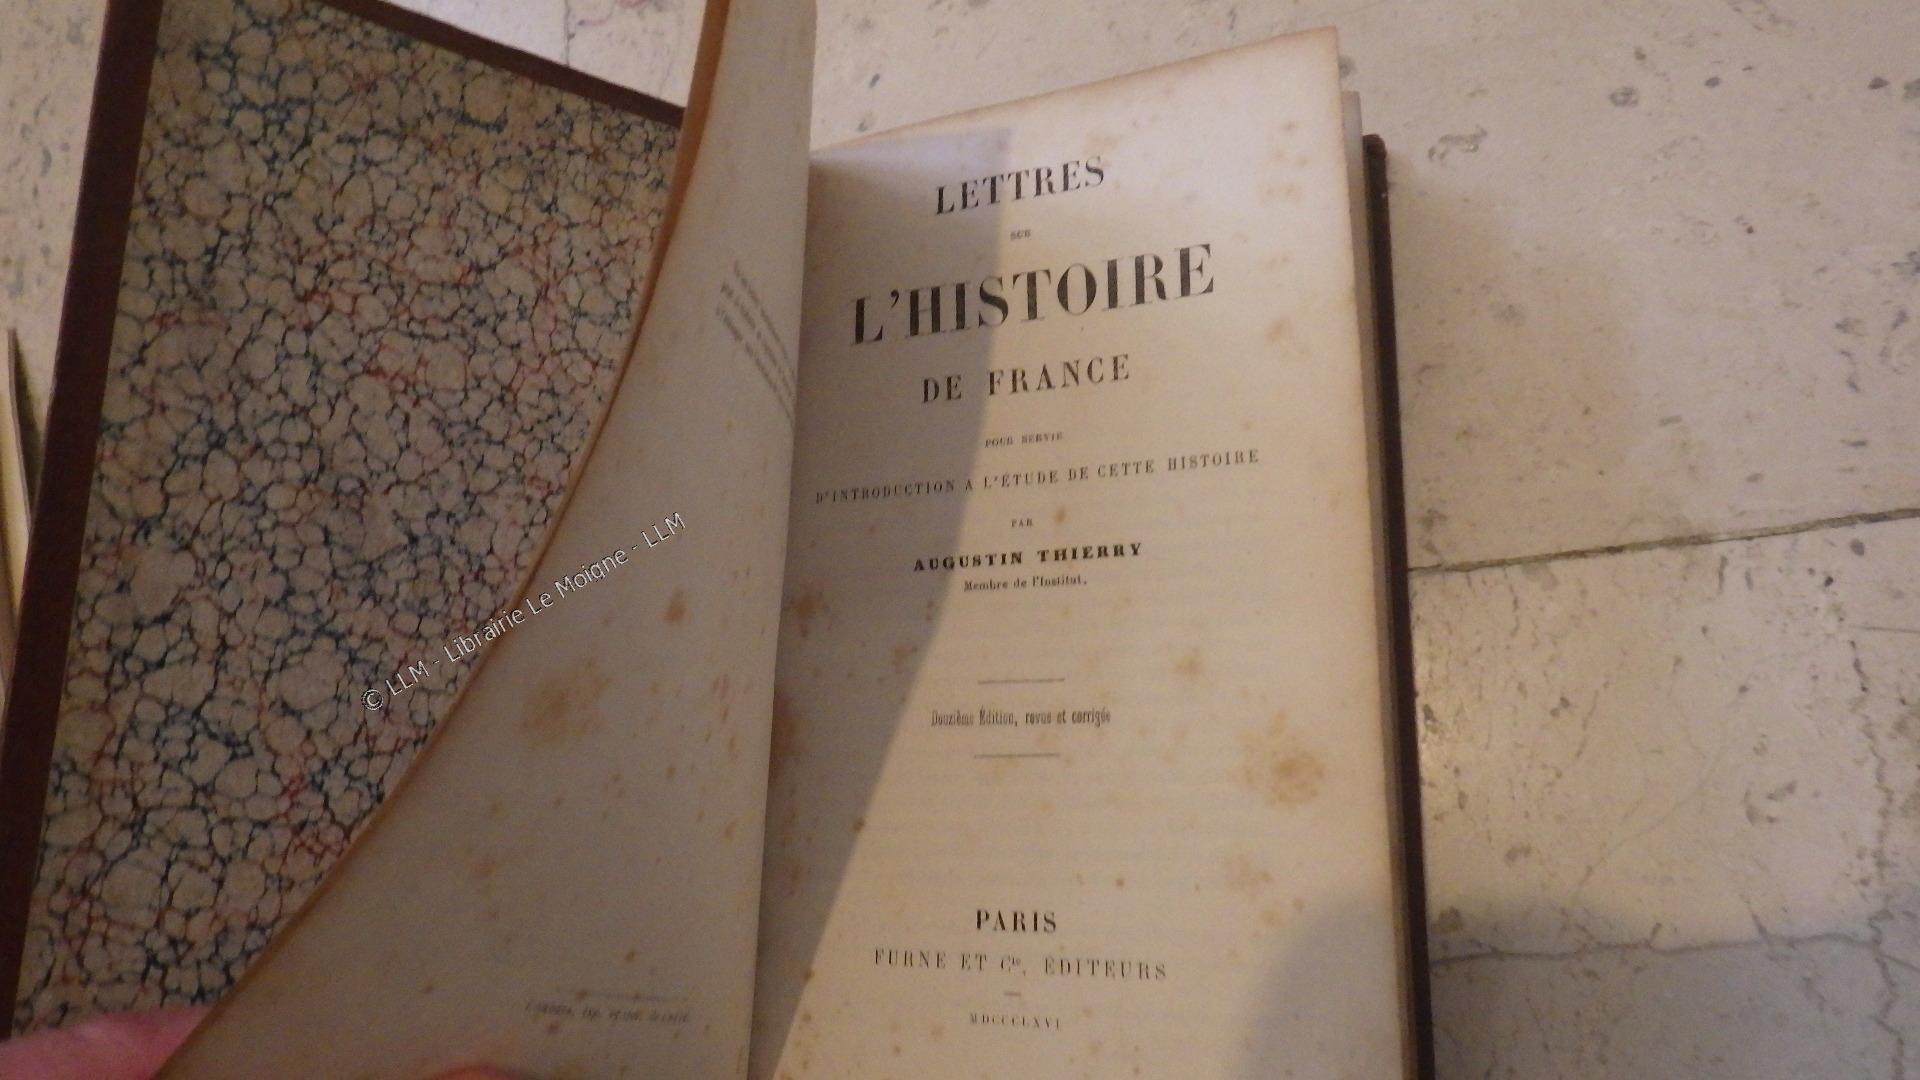 LETTRES
SUR
L'HISTOIRE
DE FRANCE
POUR SERVIR
D'INTRODUCTION A L'ÉTUDE DE CETTE HISTOIRE
PAR
AUGUSTIN THIERRY
Membre de l'Institut.
Douzième Édition, revue et corrigée
PARIS
FURNE ET Cie, ÉDITEURS
MDCCCLXVI
© LLM - Librairie Le Moigne - LLM